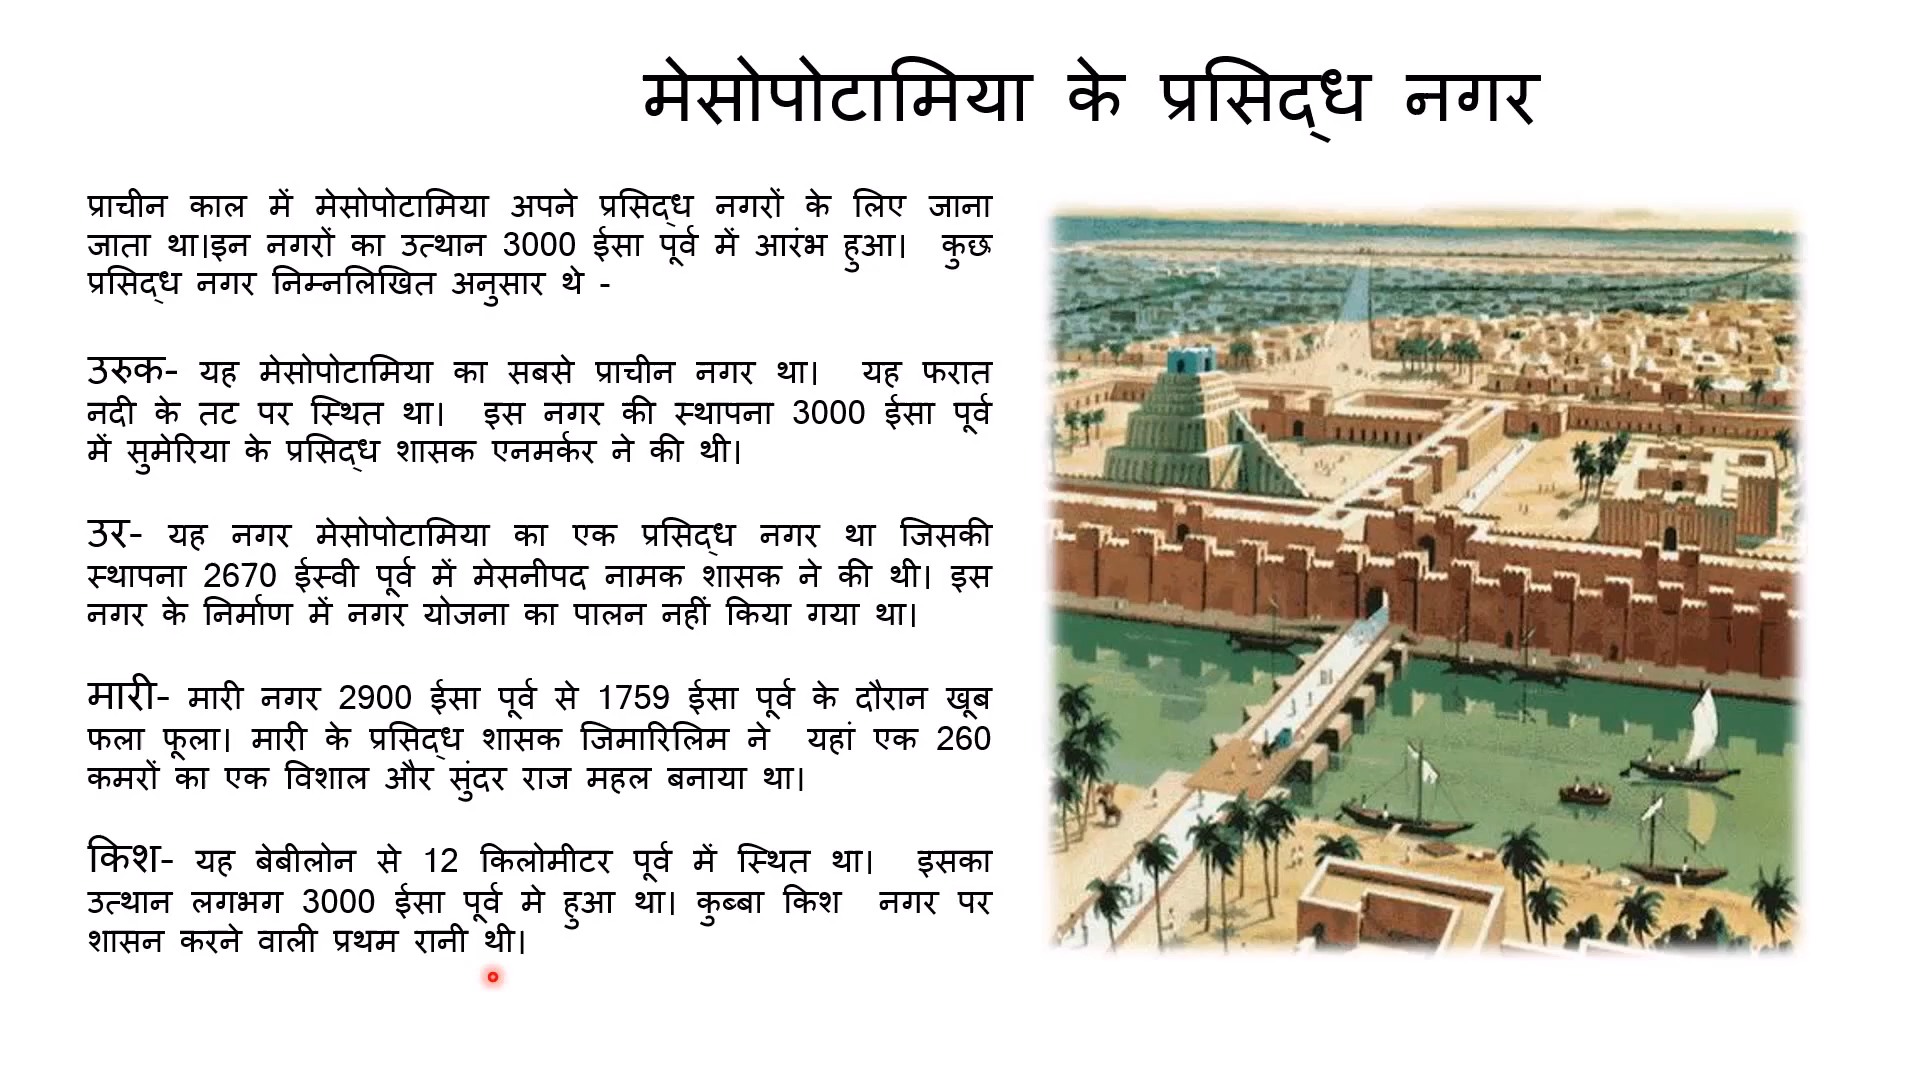 मेसोपोटामिया के प्रसिद्ध नगर
प्राचीन काल में मेसोपोटामिया अपने प्रसिद्ध नगरों के लिए जाना
जाता था।इन नगरों का उत्थान 3000 ईसा पूर्व में आरंभ हुआ। कुछ
प्रसिद्ध नगर निम्नलिखित अनुसार थे -
उरुक- यह मेसोपोटामिया का सबसे प्राचीन नगर था। यह फरात
नदी के तट पर स्थित था। इस नगर की स्थापना 3000 ईसा पूर्व
में सुमेरिया के प्रसिद्ध शासक एनमर्कर ने की थी।
उर- यह नगर मेसोपोटामिया का एक प्रसिद्ध नगर था जिसकी
स्थापना 2670 ईस्वी पूर्व में मेसनीपद नामक शासक ने की थी। इस
नगर के निर्माण में नगर योजना का पालन नहीं किया गया था।
मारी- मारी नगर 2900 ईसा पूर्व से 1759 ईसा पूर्व के दौरान खूब
फला फूला। मारी के प्रसिद्ध शासक जिमारिलिम ने यहां एक 260
कमरों का एक विशाल और सुंदर राज महल बनाया था।
किश- यह बेबीलोन से 12 किलोमीटर पूर्व में स्थित था। इसका
उत्थान लगभग 3000 ईसा पूर्व मे हुआ था। कुब्बा किश नगर पर
शासन करने वाली प्रथम रानी थी।